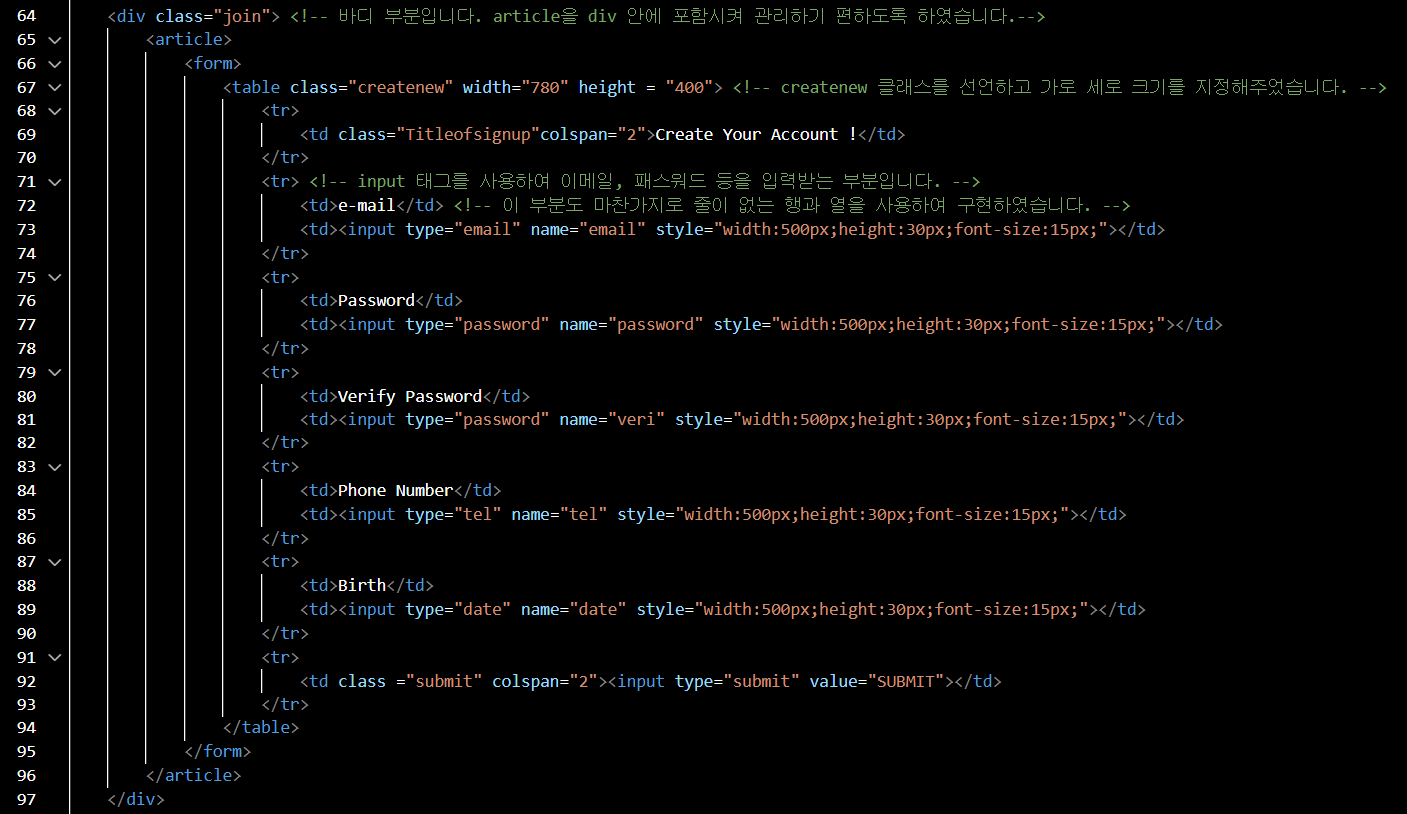 64 <div class="join"> <!-- 바디 부분입니다. article을 div 안에 포함시켜 관리하기 편하도록 하였습니다.-->
65 <article>
66 <form>
67 <table class="createnew" width="780" height = "400"> <!-- createnew 클래스를 선언하고 가로 세로 크기를 지정해주었습니다. -->
68 <tr>
69 <td class="Titleofsignup"colspan="2">Create Your Account !</td>
70 </tr>
71 <tr> <!-- input 태그를 사용하여 이메일, 패스워드 등을 입력받는 부분입니다. -->
72 <td>e-mail</td> <!-- 이 부분도 마찬가지로 줄이 없는 행과 열을 사용하여 구현하였습니다. -->
73 <td><input type="email" name="email" style="width:500px;height:30px;font-size:15px;"></td>
74 </tr>
75 <tr>
76 <td>Password</td>
77 <td><input type="password" name="password" style="width:500px;height:30px;font-size:15px;"></td>
78 </tr>
79 <tr>
80 <td>Verify Password</td>
81 <td><input type="password" name="veri" style="width:500px;height:30px;font-size:15px;"></td>
82 </tr>
83 <tr>
84 <td>Phone Number</td>
85 <td><input type="tel" name="tel" style="width:500px;height:30px;font-size:15px;"></td>
86 </tr>
87 <tr>
88 <td>Birth</td>
89 <td><input type="date" name="date" style="width:500px;height:30px;font-size:15px;"></td>
90 </tr>
91 <tr>
92 <td class ="submit" colspan="2"><input type="submit" value="SUBMIT"></td>
93 </tr>
94 </table>
95 </form>
96 </article>
97 </div>